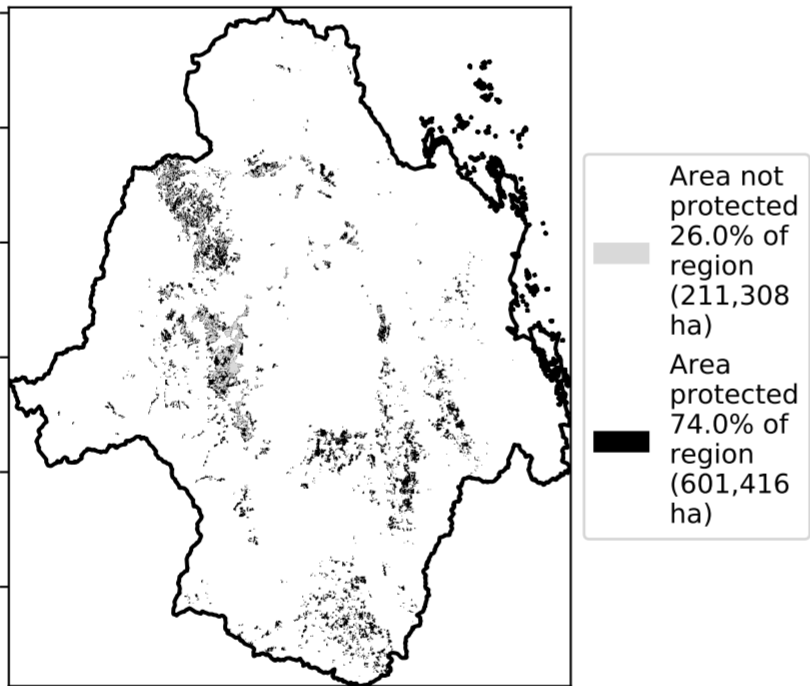 Area not
protected
26.0% of
region
(211,308
ha)
Area
protected
74.0% of
region
(601,416
ha)